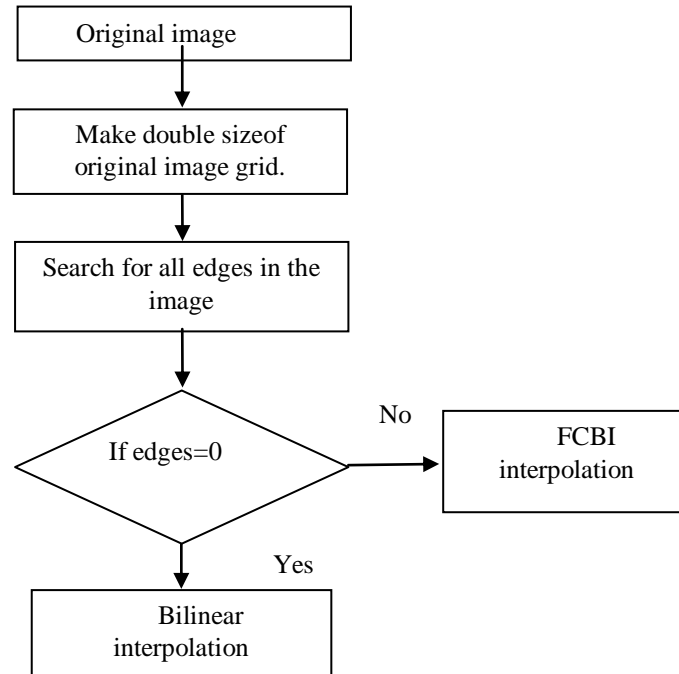 Original image
Make double sizeof
original image grid.
Search for all edges in the
image
If edges=0
No
FCBI
interpolation
Yes
Bilinear
interpolation